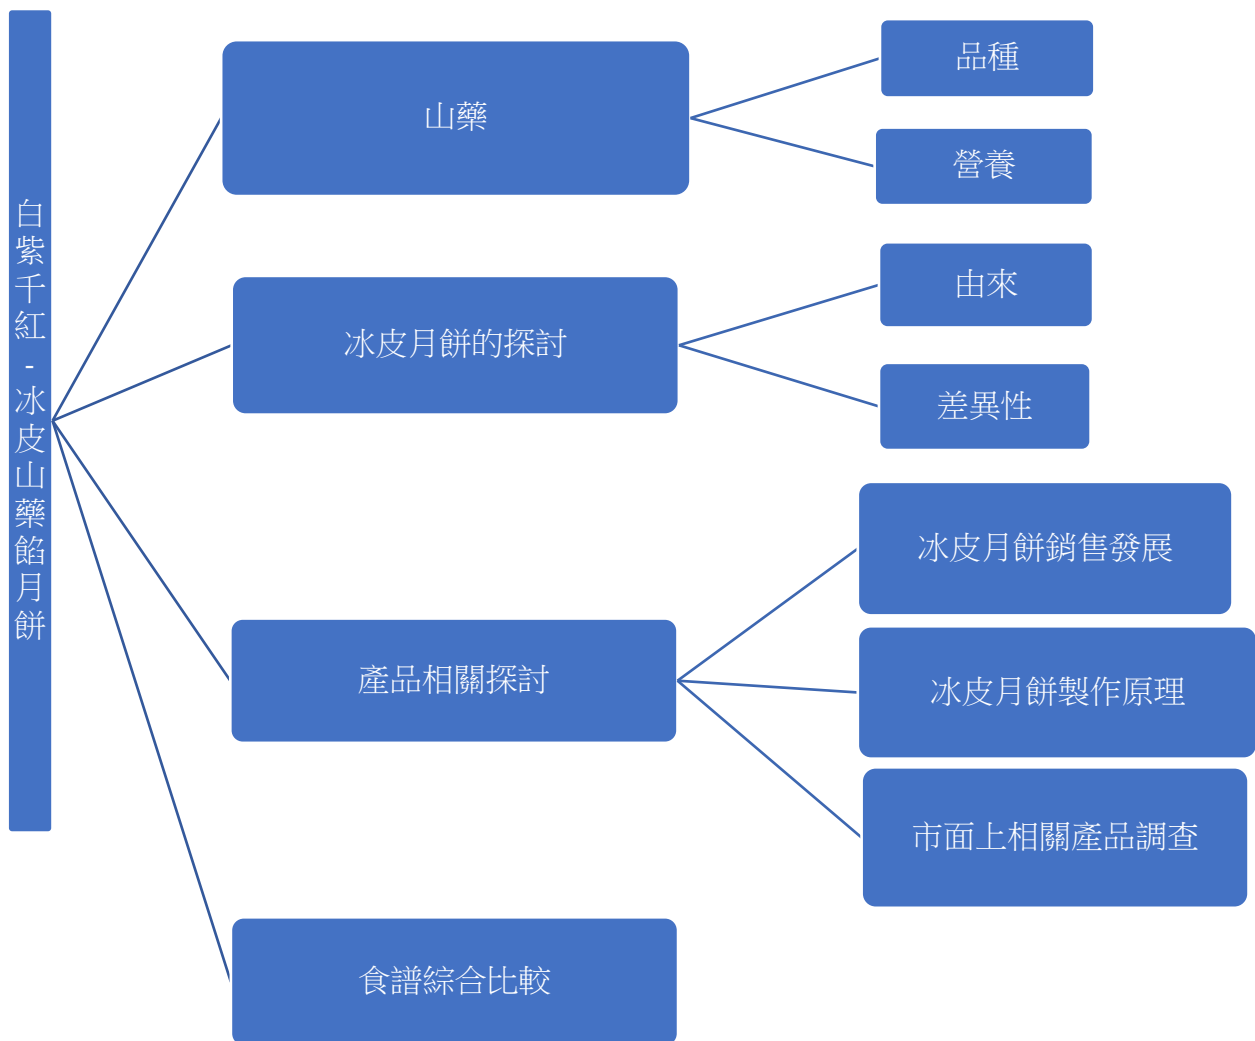 白紫千紅-冰皮山藥餡月餅
山藥
品種
營養
冰皮月餅的探討
由來
差異性
產品相關探討
冰皮月餅銷售發展
冰皮月餅製作原理
市面上相關產品調查
食譜綜合比較